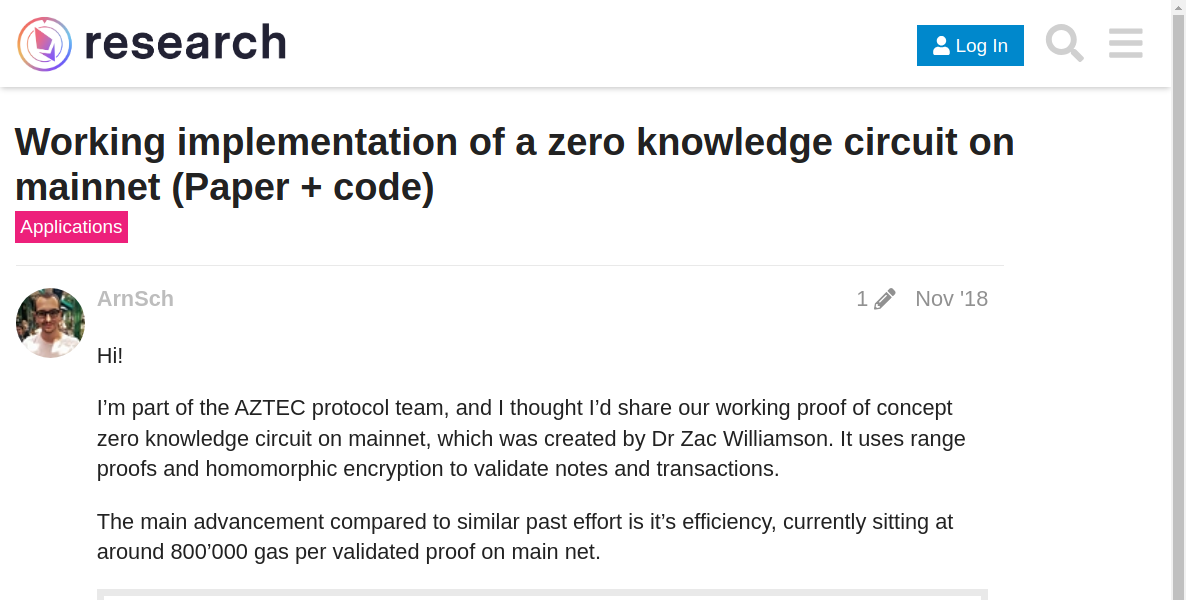 research
Log In
Working implementation of a zero knowledge circuit on
mainnet (Paper + code)
Applications
ArnSch
1
Nov '18
Hi!
I’m part of the AZTEC protocol team, and I thought I’d share our working proof of concept
zero knowledge circuit on mainnet, which was created by Dr Zac Williamson. It uses range
proofs and homomorphic encryption to validate notes and transactions.
The main advancement compared to similar past effort is it’s efficiency, currently sitting at
around 800’000 gas per validated proof on main net.